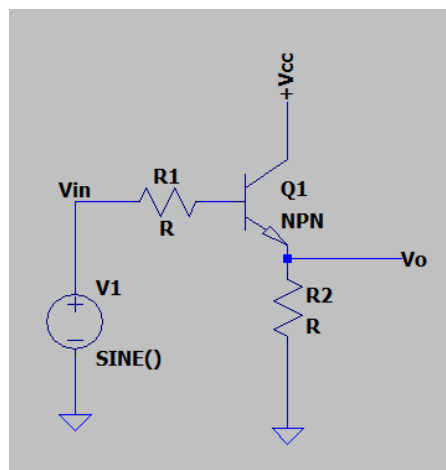 +Vcc
R1
Vin
R
Q1
NPN
Vo
V1
SINE()
R2
R